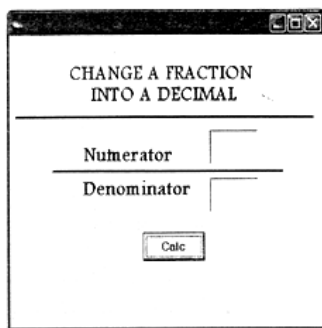 CHANGE A FRACTION
INTO A DECIMAL
Numerator
Denominator
Calc